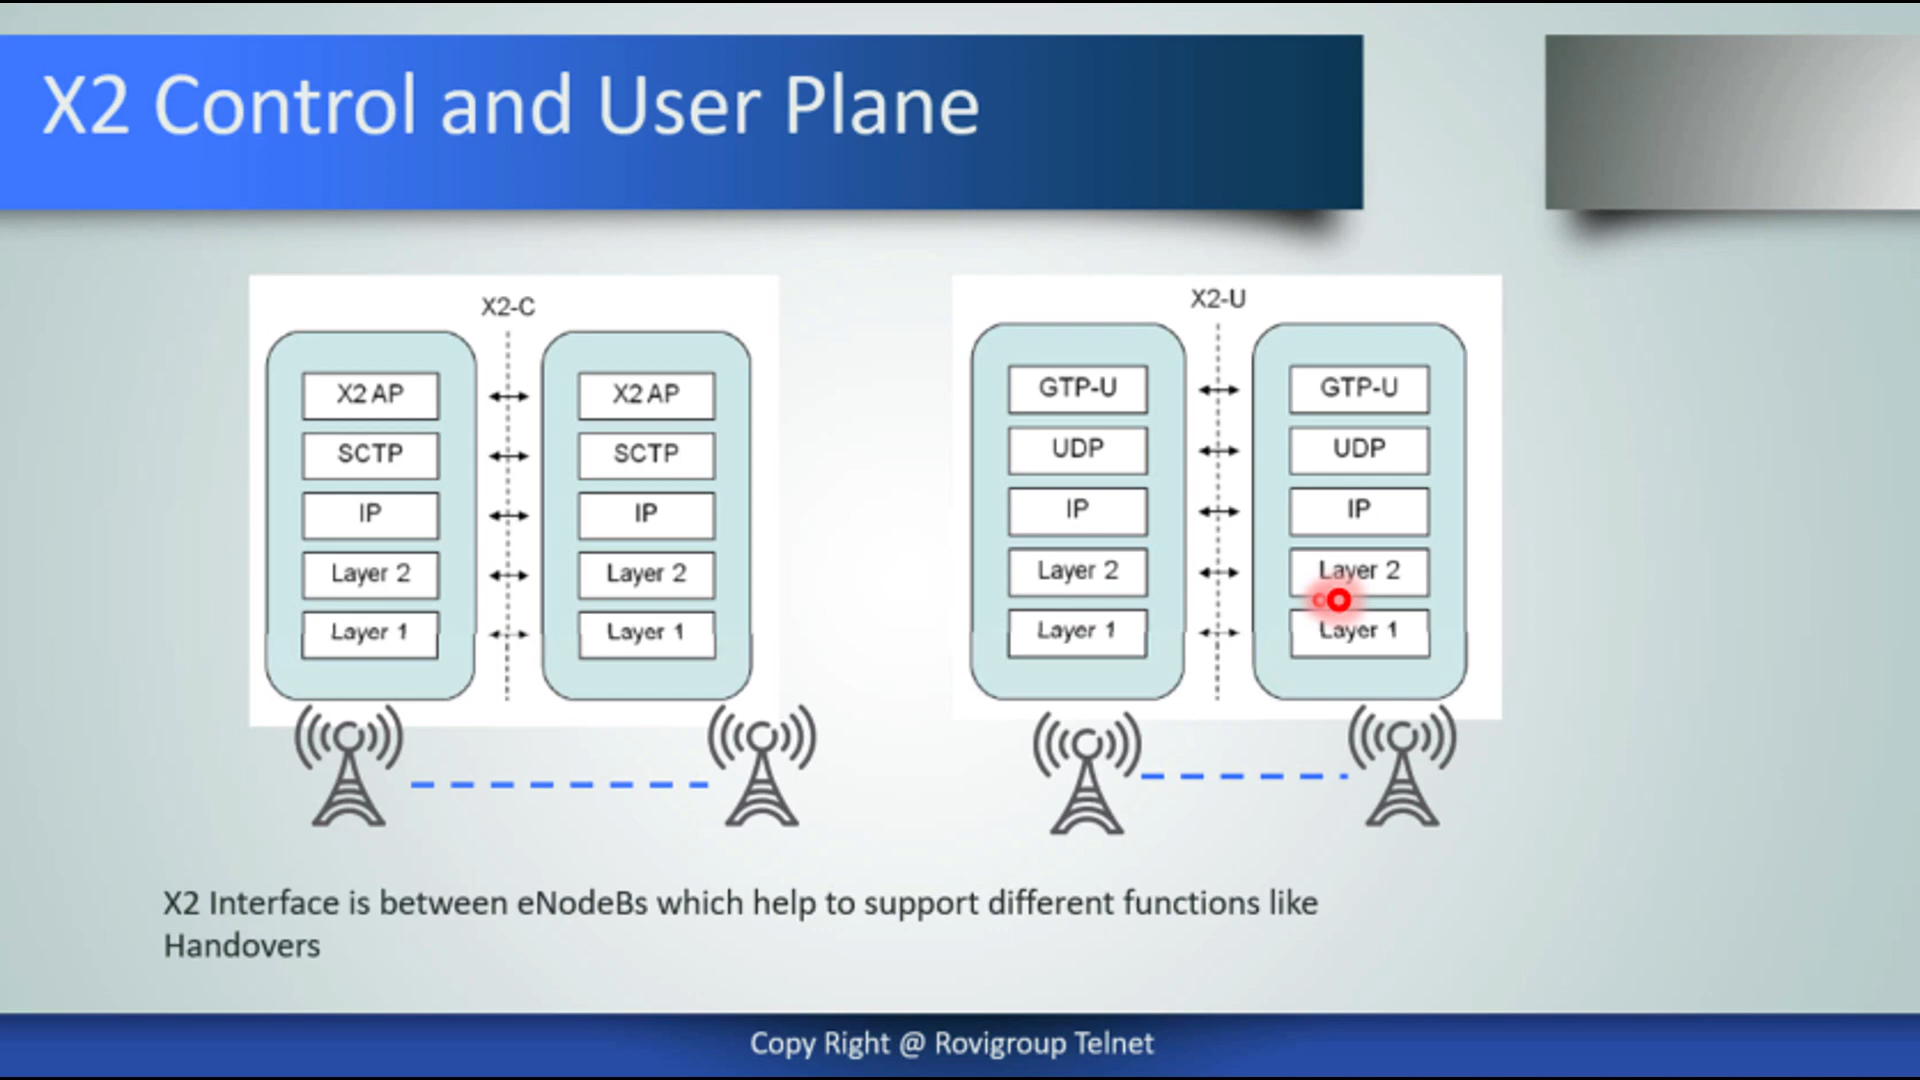 X2 Control and User Plane
X2-C
X2 AP
X2 AP
SCTP
SCTP
IP
IP
Layer 2
Layer 2
Layer 1
Layer 1
X2-U
GTP-U
GTP-U
UDP
UDP
IP
IP
Layer 2
Layer 2
Layer 1
Layer 1
X2 Interface is between eNodeBs which help to support different functions like
Handovers
Copy Right @ Rovigroup Telnet